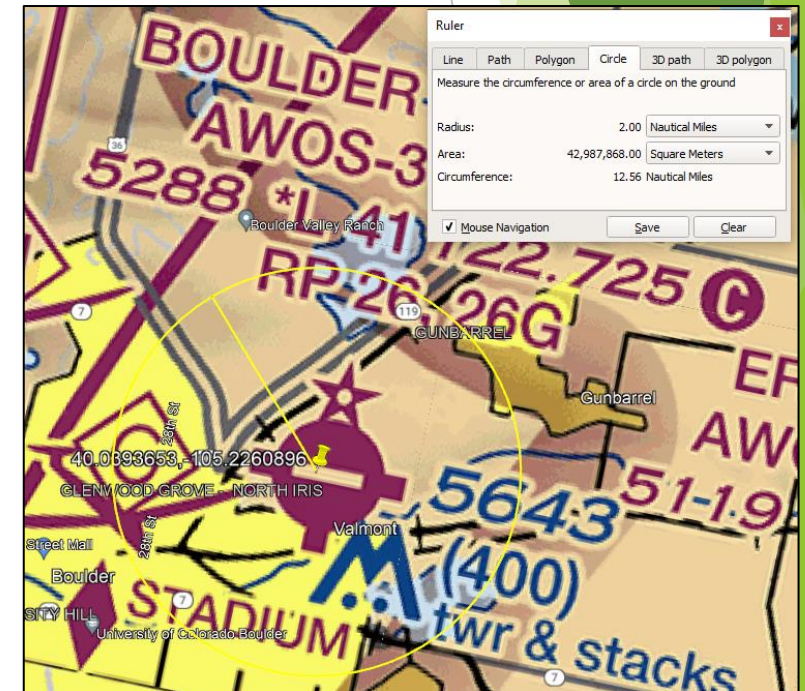 Ruler
x
Line Path Polygon Circle 3D path 3D polygon
Measure the circumference or area of a circle on the ground
Radius: 2.00 Nautical Miles
Area: 42,987,868.00 Square Meters
Circumference: 12.56 Nautical Miles
Mouse Navigation Save Clear
BOULDER
AWOS-3
5288 *L 41 122.725 C
RP 26, 26G
36
Boulder Valley Ranch
7
119
GUNBARREL
Gunbarrel
28th St
40.0393653,-105.2260896
GLENWOOD GROVE - NORTH IRIS
28th St
Valmont
Street Mall
Boulder
7
SITY HILL
University of Colorado Boulder
STADIUM
5643
(400)
twr & stacks
7
AWO
51-1-9